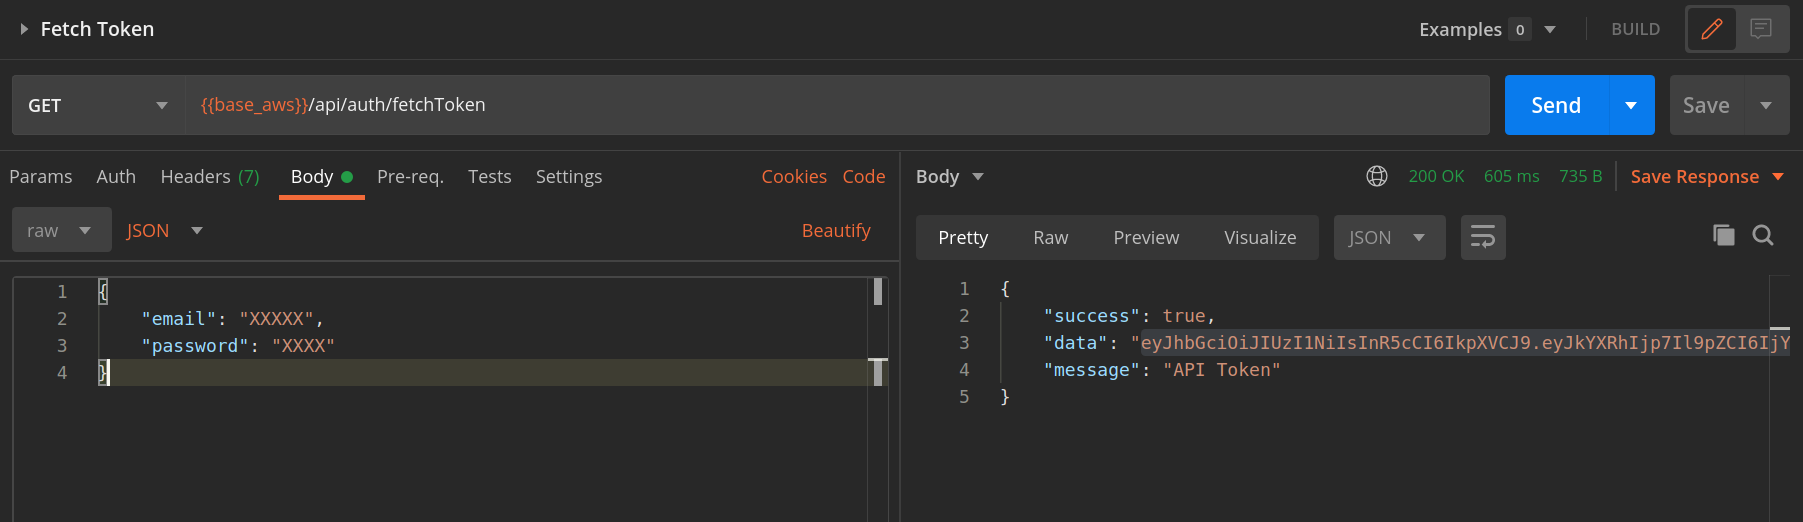 Fetch Token
Examples 0 BUILD
GET {{base_aws}}/api/auth/fetchToken Send Save
Params Auth Headers (7) Body Pre-req. Tests Settings Cookies Code
raw JSON Beautify
1 {
2 "email": "XXXXX",
3 "password": "XXXX"
4 }
Body 200 OK 605 ms 735 B Save Response
Pretty Raw Preview Visualize JSON
1 {
2 "success": true,
3 "data": "eyJhbGciOiJIUzI1NiIsInR5cCI6IkpXVCJ9.eyJkYXRhIjp7Il9pZCI6IjY
4 "message": "API Token"
5 }